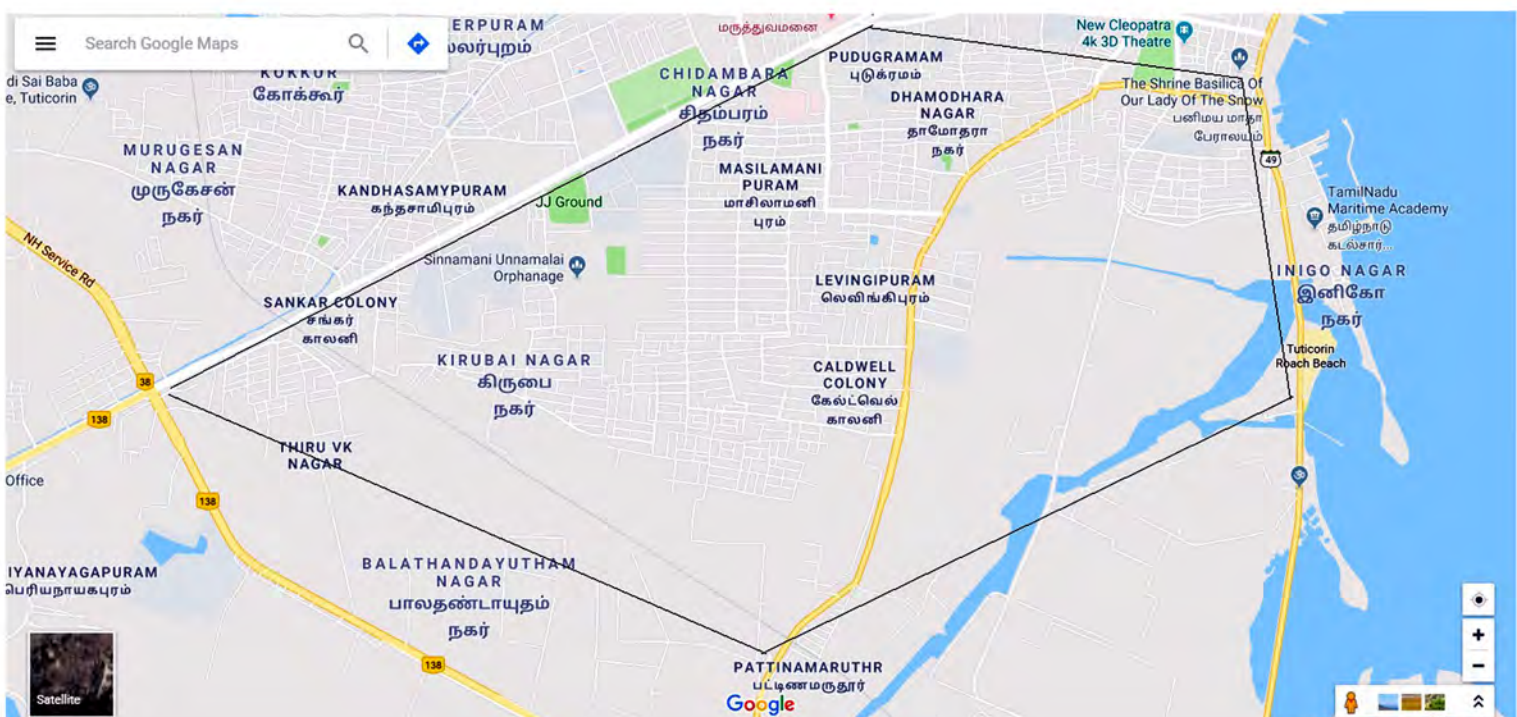 Search Google Maps
ERPURAM
மருத்துவமனை
New Cleopatra
4k 3D Theatre
PUDUGRAMAM
புடுக்ரமம்
KOKKUR
கோக்கூர்
CHIDAMBARA
NAGAR
சிதம்பரம்
நகர்
di Sai Baba
e, Tuticorin
The Shrine Basilica Of
Our Lady Of The Snow
பனிமய மாதா
பேராலயம்
DHAMODHARA
NAGAR
தாமோதரா
நகர்
MURUGESAN
NAGAR
முருகேசன்
நகர்
49
MASILAMANI
PURAM
மாசிலாமனி
புரம்
KANDHASAMYPURAM
கந்தசாமிபுரம்
JJ Ground
TamilNadu
Maritime Academy
தமிழ்நாடு
கடல்சார்...
NH Service Rd
Sinnamani Unnamalai
Orphanage
LEVINGIPURAM
லெவிங்கிபுரம்
INIGO NAGAR
இனிகோ
நகர்
SANKAR COLONY
சங்கர்
காலனி
Tuticorin
Roach Beach
KIRUBAI NAGAR
கிருபை
நகர்
CALDWELL
COLONY
கேல்ட்வெல்
காலனி
38
138
THIRU VK
NAGAR
Office
138
BALATHANDAYUTHAM
NAGAR
பாலதண்டாயுதம்
நகர்
IYANAYAGAPURAM
பெரியநாயகபுரம்
138
PATTINAMARUTHR
பட்டிணமருதூர்
Satellite
Google